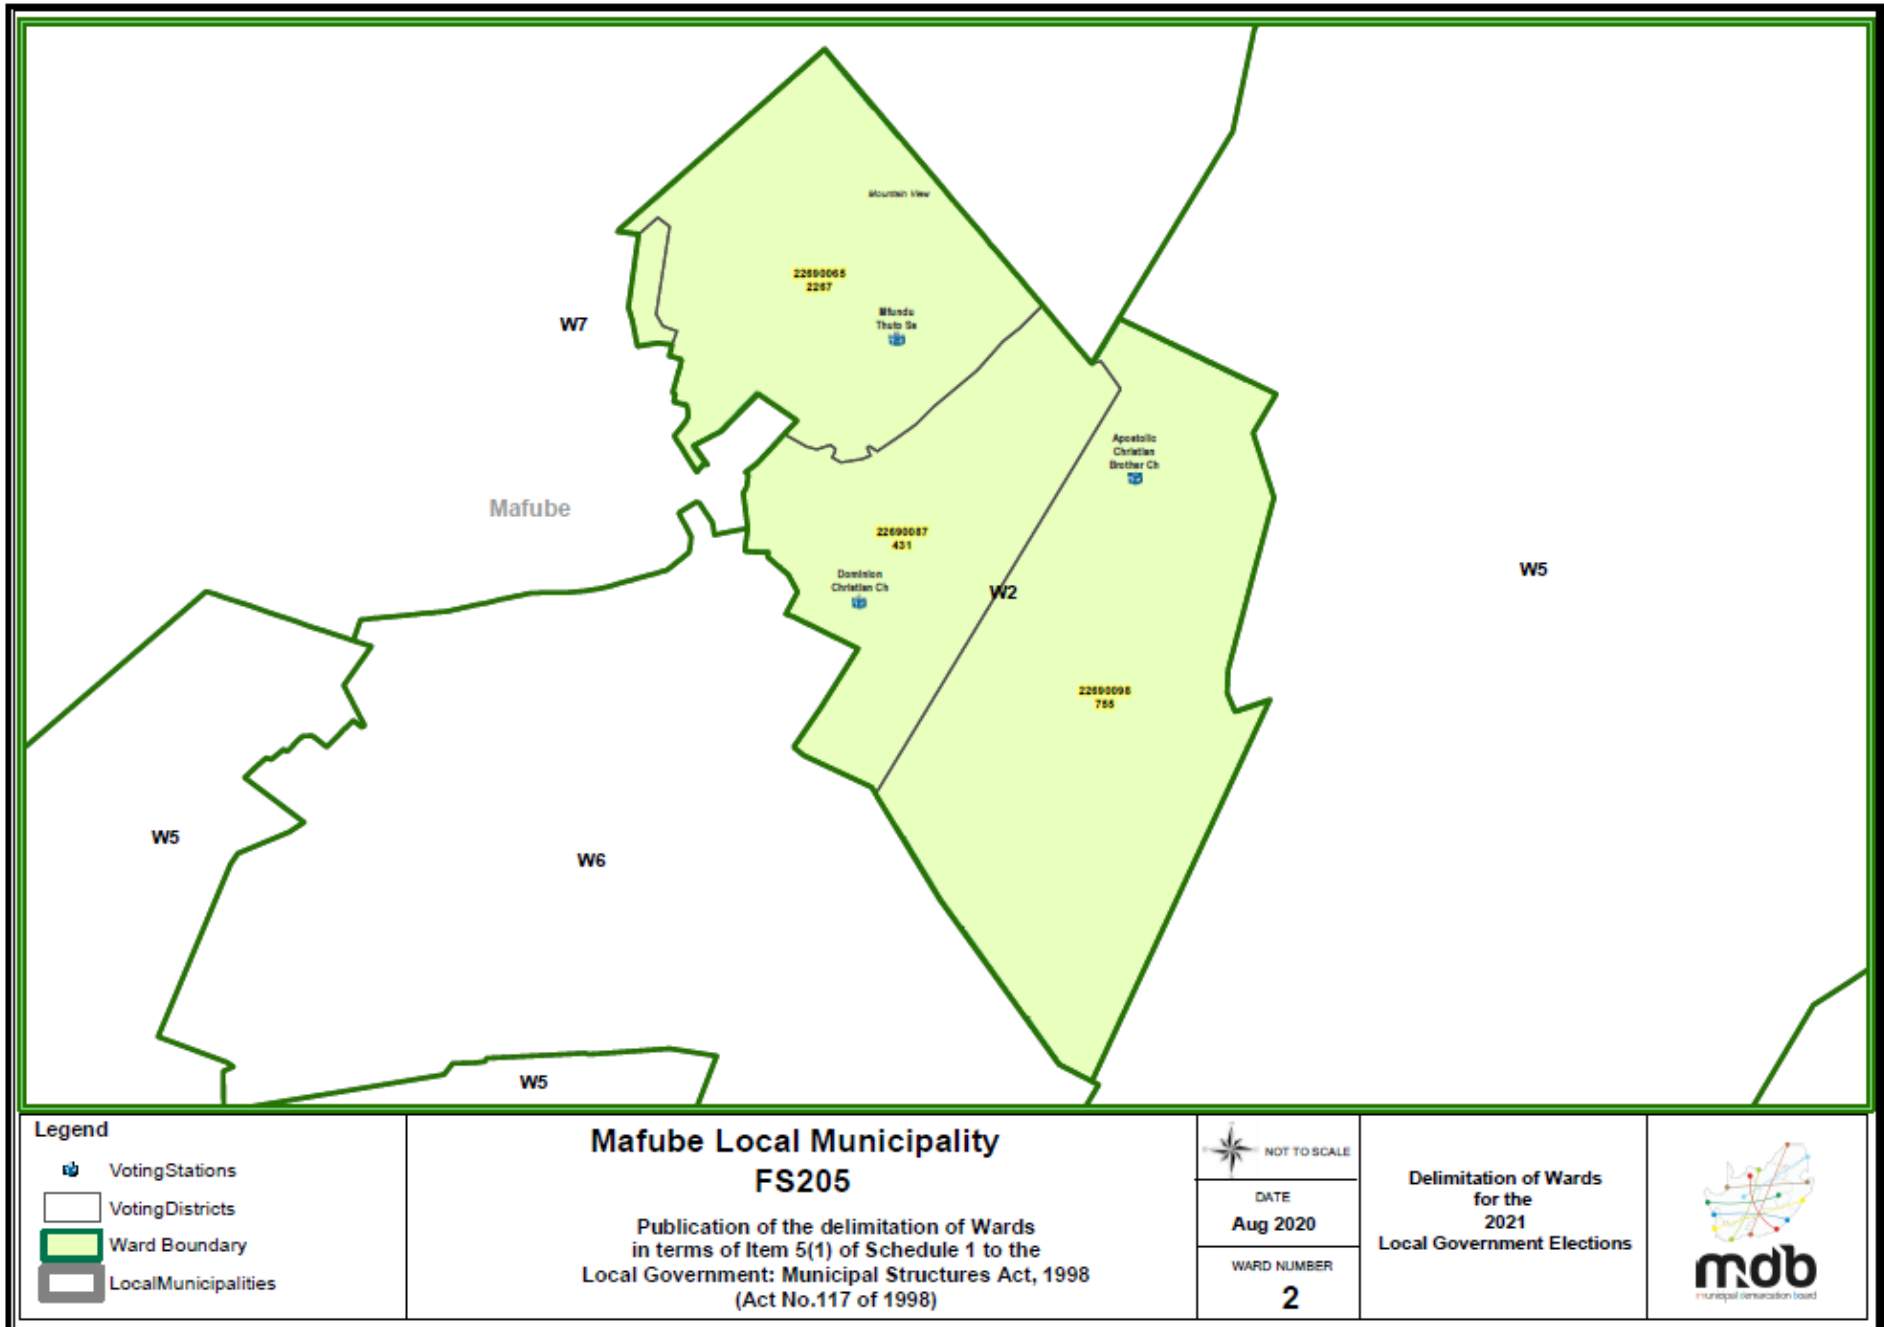 Mountain View
22690065
2267
Mfundu
Thuto Se
W7
Apostolic
Christian
Brother Ch
Mafube
22690087
431
Dominion
Christian Ch
W2
W5
22690098
755
W5
W6
W5
Legend
VotingStations
VotingDistricts
Ward Boundary
LocalMunicipalities
Mafube Local Municipality
FS205
Publication of the delimitation of Wards
in terms of Item 5(1) of Schedule 1 to the
Local Government: Municipal Structures Act, 1998
(Act No.117 of 1998)
NOT TO SCALE
DATE
Aug 2020
WARD NUMBER
2
Delimitation of Wards
for the
2021
Local Government Elections
mdb
municipal demarcation board